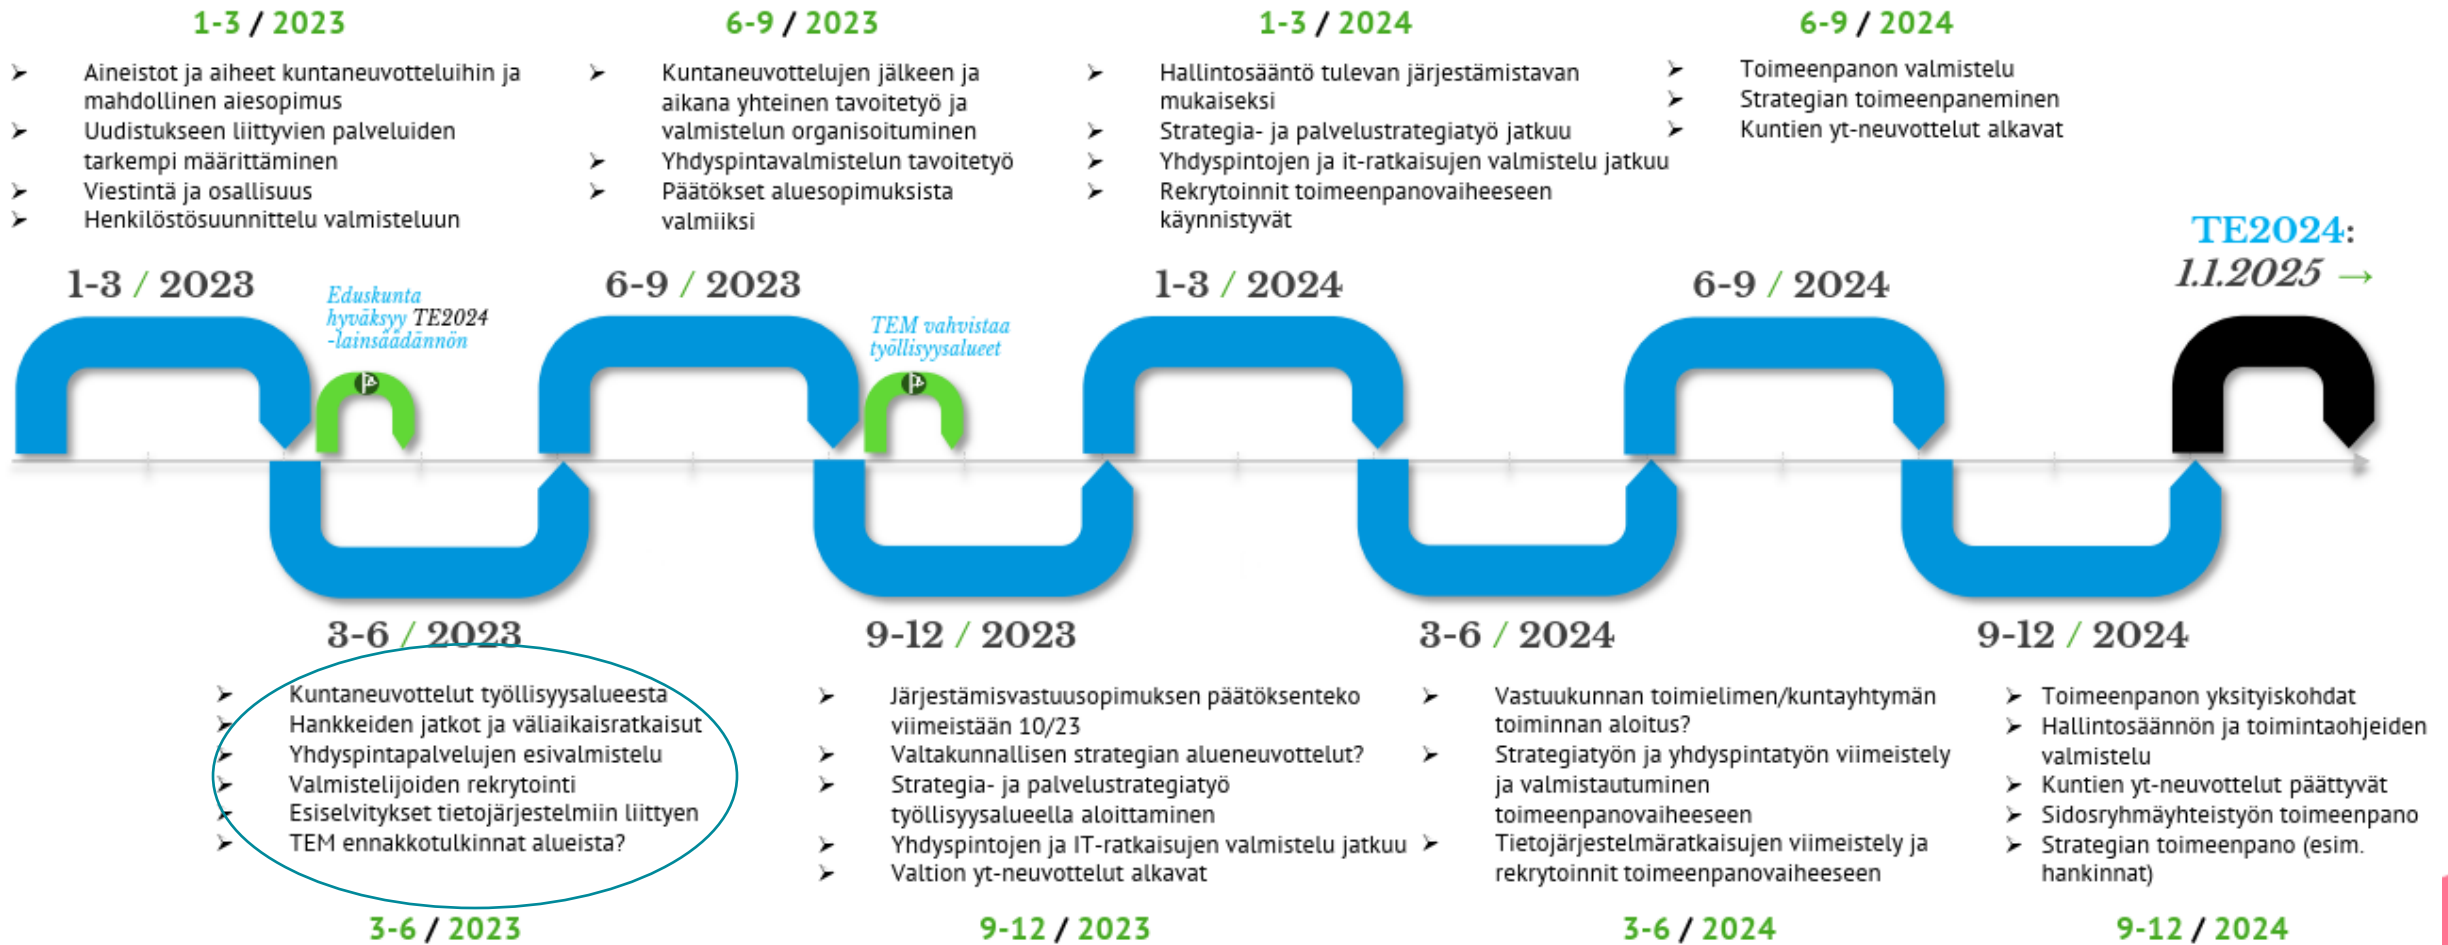 1-3 / 2023
Aineistot ja aiheet kuntaneuvotteluihin ja
mahdollinen aiesopimus
Uudistukseen liittyvien palveluiden
tarkempi määrittäminen
Viestintä ja osallisuus
Henkilöstösuunnittelu valmisteluun
6-9 / 2023
Kuntaneuvottelujen jälkeen ja
aikana yhteinen tavoitetyö ja
valmistelun organisoituminen
Yhdyspintavalmistelun tavoitetyö
Päätökset aluesopimuksista
valmiiksi
1-3 / 2024
Hallintosääntö tulevan järjestämistavan
mukaiseksi
Strategia- ja palvelustrategiatyö jatkuu
Yhdyspintojen ja it-ratkaisujen valmistelu jatkuu
Rekrytoinnit toimeenpanovaiheeseen
käynnistyvät
6-9 / 2024
Toimeenpanon valmistelu
Strategian toimeenpaneminen
Kuntien yt-neuvottelut alkavat
1-3 / 2023
Eduskunta
hyväksyy TE2024
-lainsäädännön
6-9 / 2023
TEM vahvistaa
työllisyysalueet
1-3 / 2024
6-9 / 2024
TE2024:
1.1.2025 →
3-6 / 2023
9-12 / 2023
3-6 / 2024
9-12 / 2024
Kuntaneuvottelut työllisyysalueesta
Hankkeiden jatkot ja väliaikaisratkaisut
Yhdyspintapalvelujen esivalmistelu
Valmistelijoiden rekrytointi
Esiselvitykset tietojärjestelmiin liittyen
TEM ennakkotulkinnat alueista?
3-6 / 2023
Järjestämisvastuusopimuksen päätöksenteko
viimeistään 10/23
Valtakunnallisen strategian alueneuvottelut?
Strategia- ja palvelustrategiatyö
työllisyysalueella aloittaminen
Yhdyspintojen ja IT-ratkaisujen valmistelu jatkuu
Valtion yt-neuvottelut alkavat
9-12 / 2023
Vastuukunnan toimielimen/kuntayhtymän
toiminnan aloitus?
Strategiatyön ja yhdyspintatyön viimeistely
ja valmistautuminen
toimeenpanovaiheeseen
Tietojärjestelmäratkaisujen viimeistely ja
rekrytoinnit toimeenpanovaiheeseen
3-6 / 2024
Toimeenpanon yksityiskohdat
Hallintosäännön ja toimintaohjeiden
valmistelu
Kuntien yt-neuvottelut päättyvät
Sidosryhmäyhteistyön toimeenpano
Strategian toimeenpano (esim.
hankinnat)
9-12 / 2024